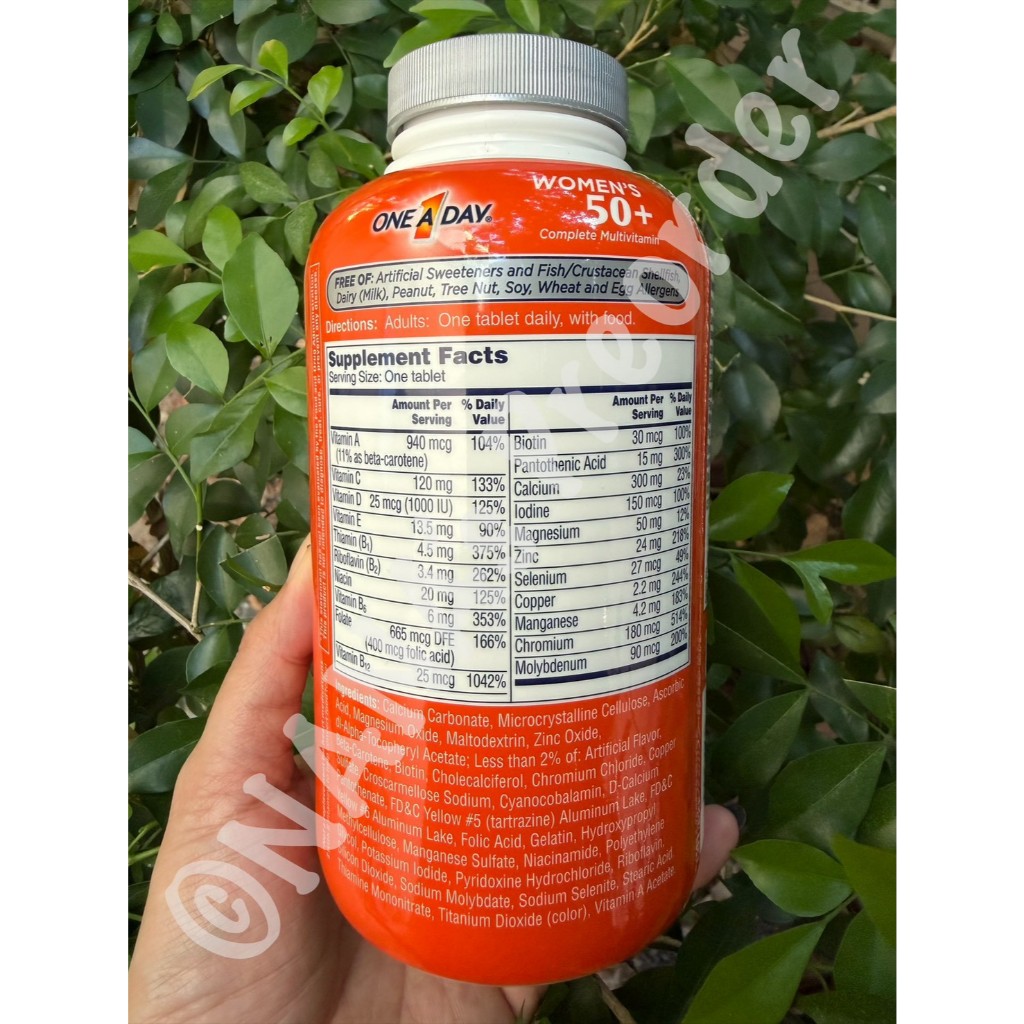 ONE A DAY®
WOMEN'S
50+
Complete Multivitamin
FREE OF: Artificial Sweeteners and Fish/Crustacean Shellfish,
Dairy (Milk), Peanut, Tree Nut, Soy, Wheat and Egg Allergens
Directions: Adults: One tablet daily, with food.
Supplement Facts
Serving Size: One tablet
Amount Per Serving % Daily Value
Vitamin A 940 mcg 104%
(11% as beta-carotene)
Vitamin C 120 mg 133%
Vitamin D 25 mcg (1000 IU) 125%
Vitamin E 13.5 mg 90%
Thiamin (B₁) 4.5 mg 375%
Riboflavin (B₂) 3.4 mg 262%
Niacin 20 mg 125%
Vitamin B₆ 6 mg 353%
Folate 665 mcg DFE 166%
(400 mcg folic acid)
Vitamin B₁₂ 25 mcg 1042%
Amount Per Serving % Daily Value
Biotin 30 mcg 100%
Pantothenic Acid 15 mg 300%
Calcium 300 mg 23%
Iodine 150 mcg 100%
Magnesium 50 mg 12%
Zinc 24 mg 218%
Selenium 27 mcg 49%
Copper 2.2 mg 244%
Manganese 4.2 mg 183%
Chromium 180 mcg 514%
Molybdenum 90 mcg 200%
Ingredients: Calcium Carbonate, Microcrystalline Cellulose, Ascorbic
Acid, Magnesium Oxide, Maltodextrin, Zinc Oxide,
dl-Alpha-Tocopheryl Acetate; Less than 2% of: Artificial Flavor,
Beta-Carotene, Biotin, Cholecalciferol, Chromium Chloride, Copper
Sulfate, Croscarmellose Sodium, Cyanocobalamin, D-Calcium
Pantothenate, FD&C Yellow #5 (tartrazine) Aluminum Lake, FD&C
Yellow #6 Aluminum Lake, Folic Acid, Gelatin, Hydroxypropyl
Methylcellulose, Manganese Sulfate, Niacinamide, Polyethylene
Glycol, Potassium Iodide, Pyridoxine Hydrochloride, Riboflavin,
Silicon Dioxide, Sodium Molybdate, Sodium Selenite, Stearic Acid,
Thiamine Mononitrate, Titanium Dioxide (color), Vitamin A Acetate